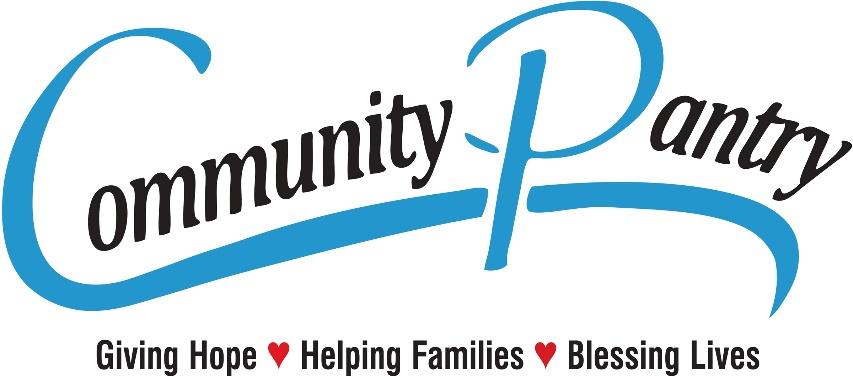 Community Pantry
Giving Hope ♥ Helping Families ♥ Blessing Lives